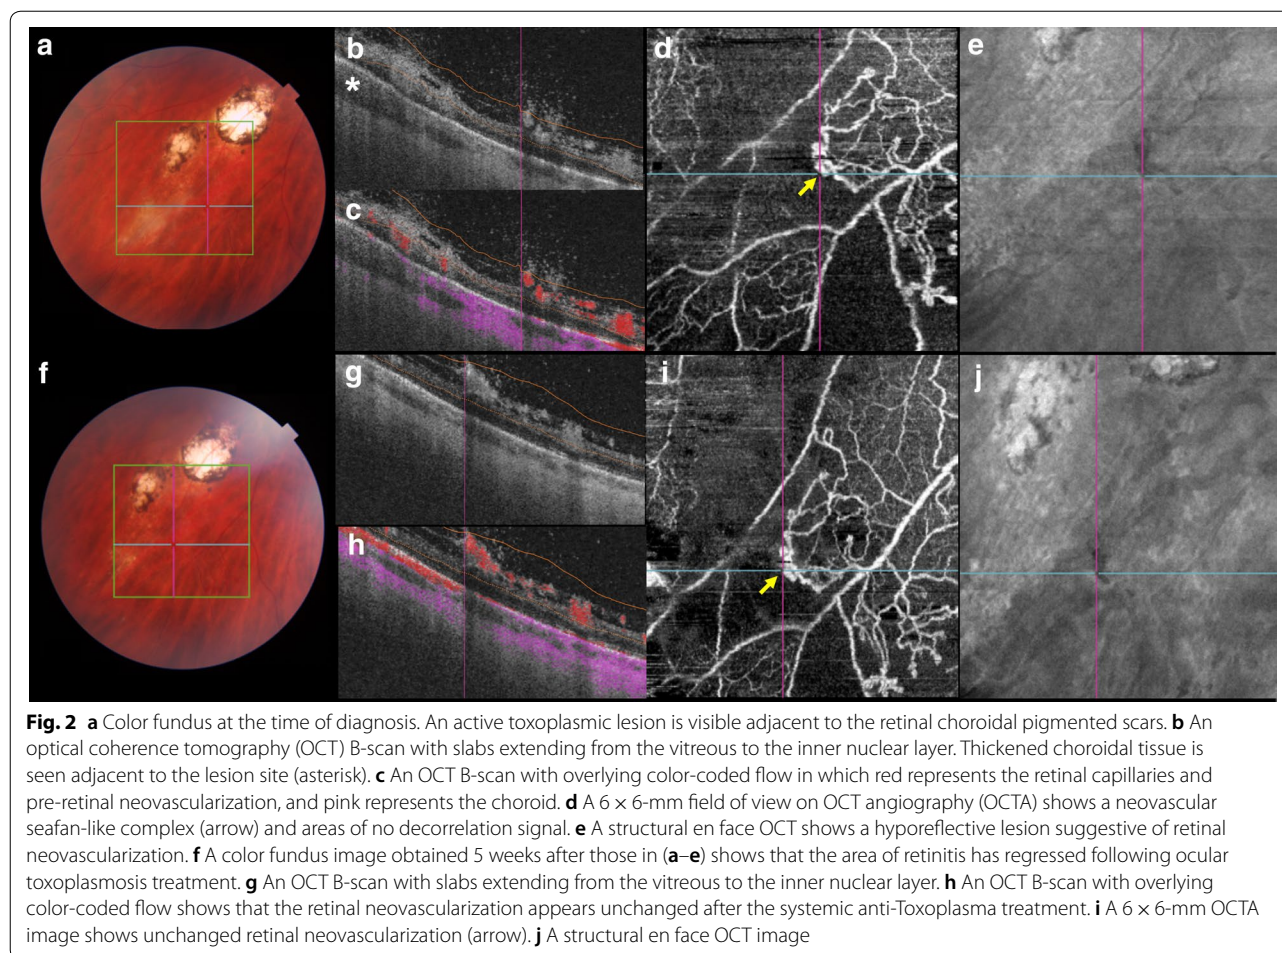 a
b
*
c
d
e
f
g
h
i
j
Fig. 2 a Color fundus at the time of diagnosis. An active toxoplasmic lesion is visible adjacent to the retinal choroidal pigmented scars. b An
optical coherence tomography (OCT) B-scan with slabs extending from the vitreous to the inner nuclear layer. Thickened choroidal tissue is
seen adjacent to the lesion site (asterisk). c An OCT B-scan with overlying color-coded flow in which red represents the retinal capillaries and
pre-retinal neovascularization, and pink represents the choroid. d A 6 × 6-mm field of view on OCT angiography (OCTA) shows a neovascular
seafan-like complex (arrow) and areas of no decorrelation signal. e A structural en face OCT shows a hyporeflective lesion suggestive of retinal
neovascularization. f A color fundus image obtained 5 weeks after those in (a–e) shows that the area of retinitis has regressed following ocular
toxoplasmosis treatment. g An OCT B-scan with slabs extending from the vitreous to the inner nuclear layer. h An OCT B-scan with overlying
color-coded flow shows that the retinal neovascularization appears unchanged after the systemic anti-Toxoplasma treatment. i A 6 × 6-mm OCTA
image shows unchanged retinal neovascularization (arrow). j A structural en face OCT image